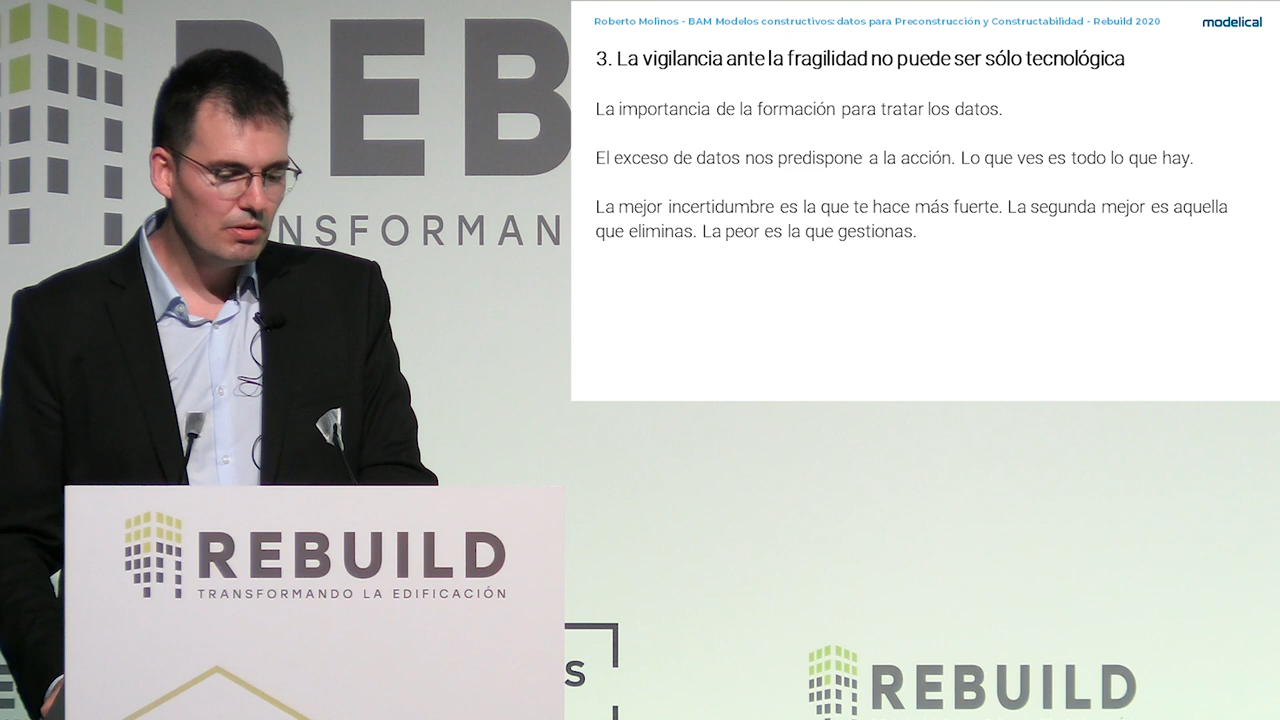 Roberto Molinos - BAM Modelos constructivos: datos para Preconstrucción y Constructabilidad - Rebuild 2020
modelical
3. La vigilancia ante la fragilidad no puede ser sólo tecnológica
La importancia de la formación para tratar los datos.
El exceso de datos nos predispone a la acción. Lo que ves es todo lo que hay.
La mejor incertidumbre es la que te hace más fuerte. La segunda mejor es aquella
que eliminas. La peor es la que gestionas.
REBUILD
TRANSFORMANDO LA EDIFICACIÓN
REBUILD